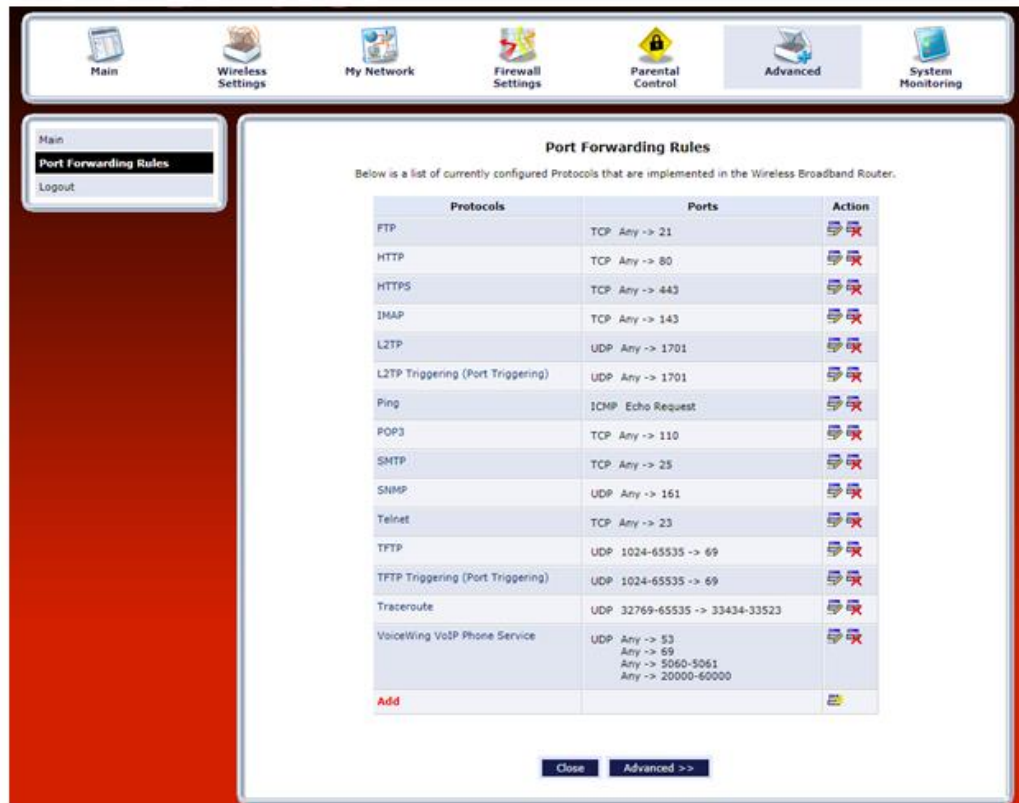 Main
Wireless
Settings
My Network
Firewall
Settings
Parental
Control
Advanced
System
Monitoring
Main
Port Forwarding Rules
Logout
Port Forwarding Rules
Below is a list of currently configured Protocols that are implemented in the Wireless Broadband Router.
Protocols Ports Action
FTP TCP Any -> 21
HTTP TCP Any -> 80
HTTPS TCP Any -> 443
IMAP TCP Any -> 143
L2TP UDP Any -> 1701
L2TP Triggering (Port Triggering) UDP Any -> 1701
Ping ICMP Echo Request
POP3 TCP Any -> 110
SMTP TCP Any -> 25
SNMP UDP Any -> 161
Telnet TCP Any -> 23
TFTP UDP 1024-65535 -> 69
TFTP Triggering (Port Triggering) UDP 1024-65535 -> 69
Traceroute UDP 32769-65535 -> 33434-33523
VoiceWing VoIP Phone Service UDP Any -> 53
Any -> 69
Any -> 5060-5061
Any -> 20000-60000
Add
Close Advanced >>